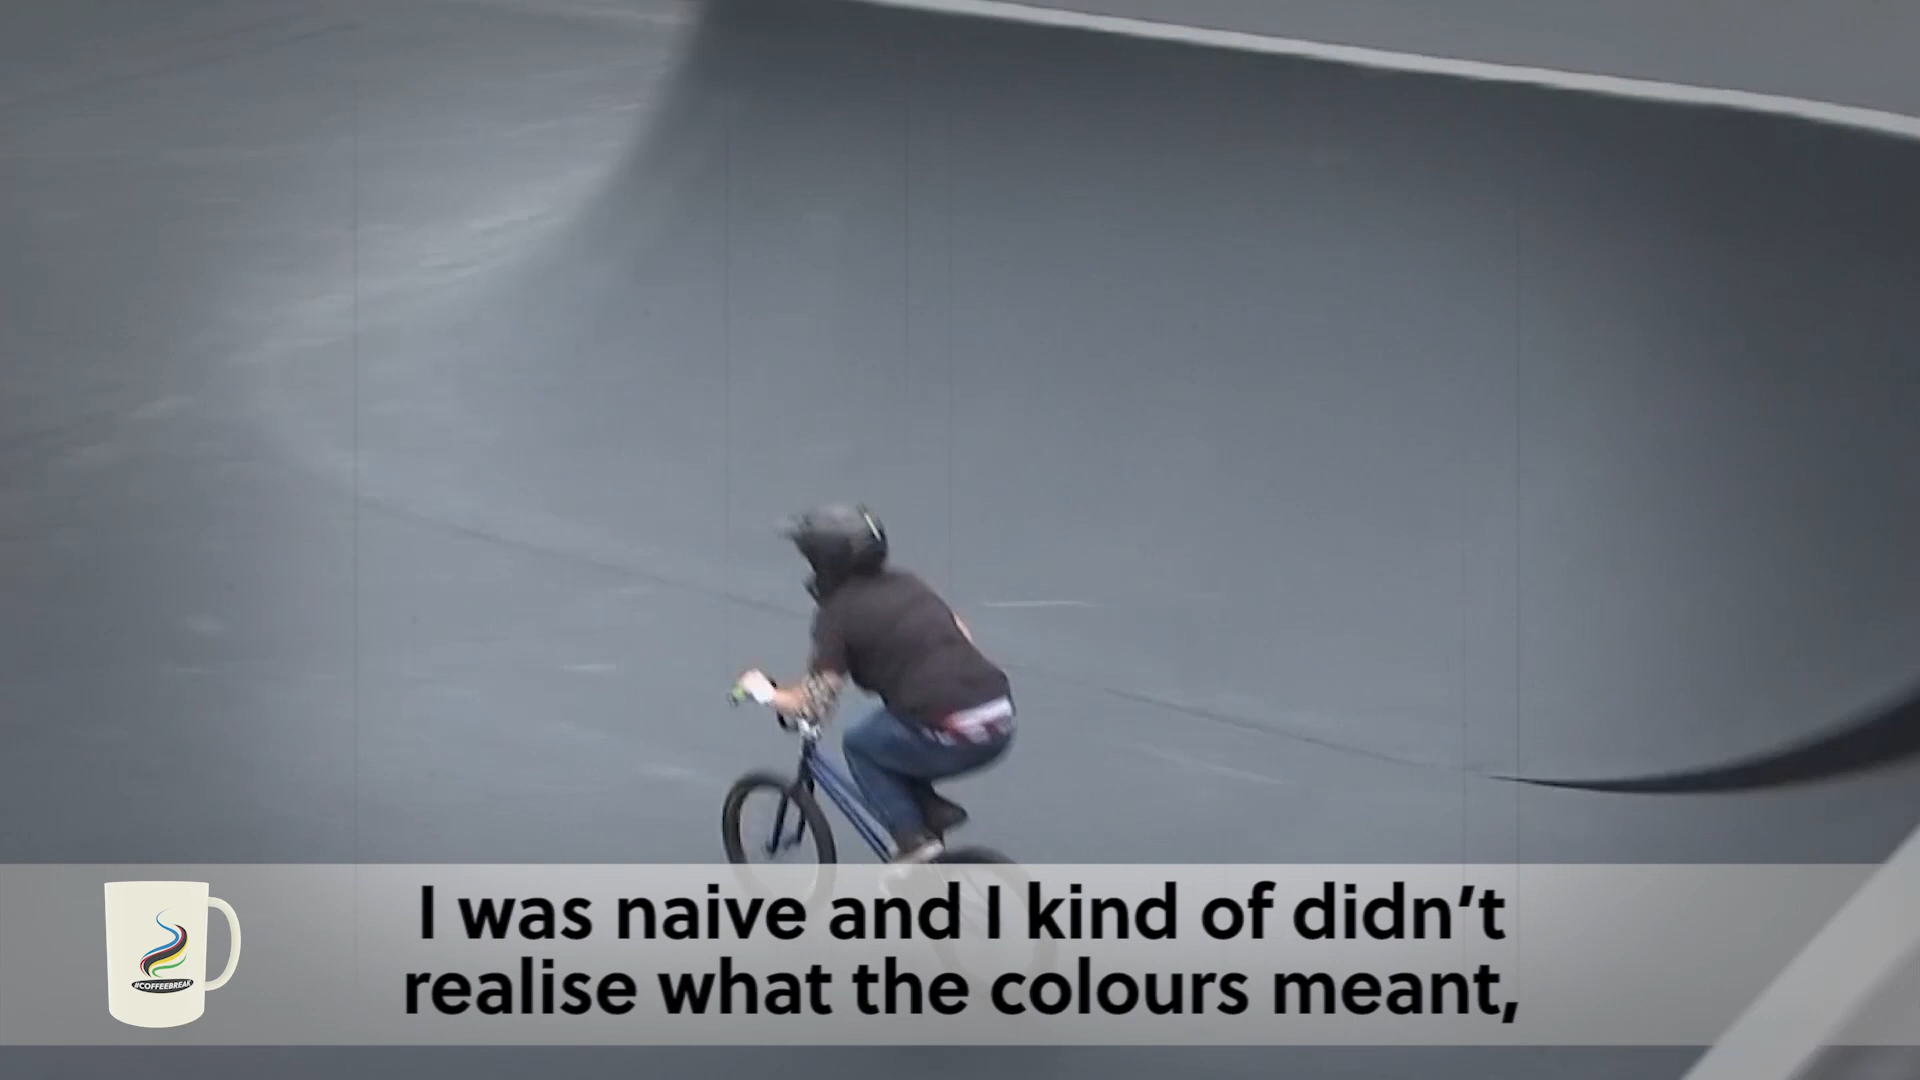 I was naive and I kind of didn’t
realise what the colours meant,
#COFFEEBREAK